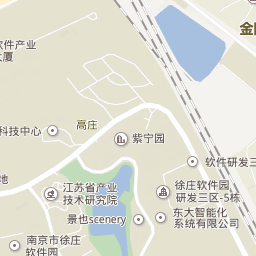 金
软件产业
大厦
高庄
科技中心
紫宁园
软件研发三
地
江苏省产业
技术研究院
徐庄软件园
研发三区-5栋
景也scenery
东大智能化
系统有限公司
南京市徐庄
软件园